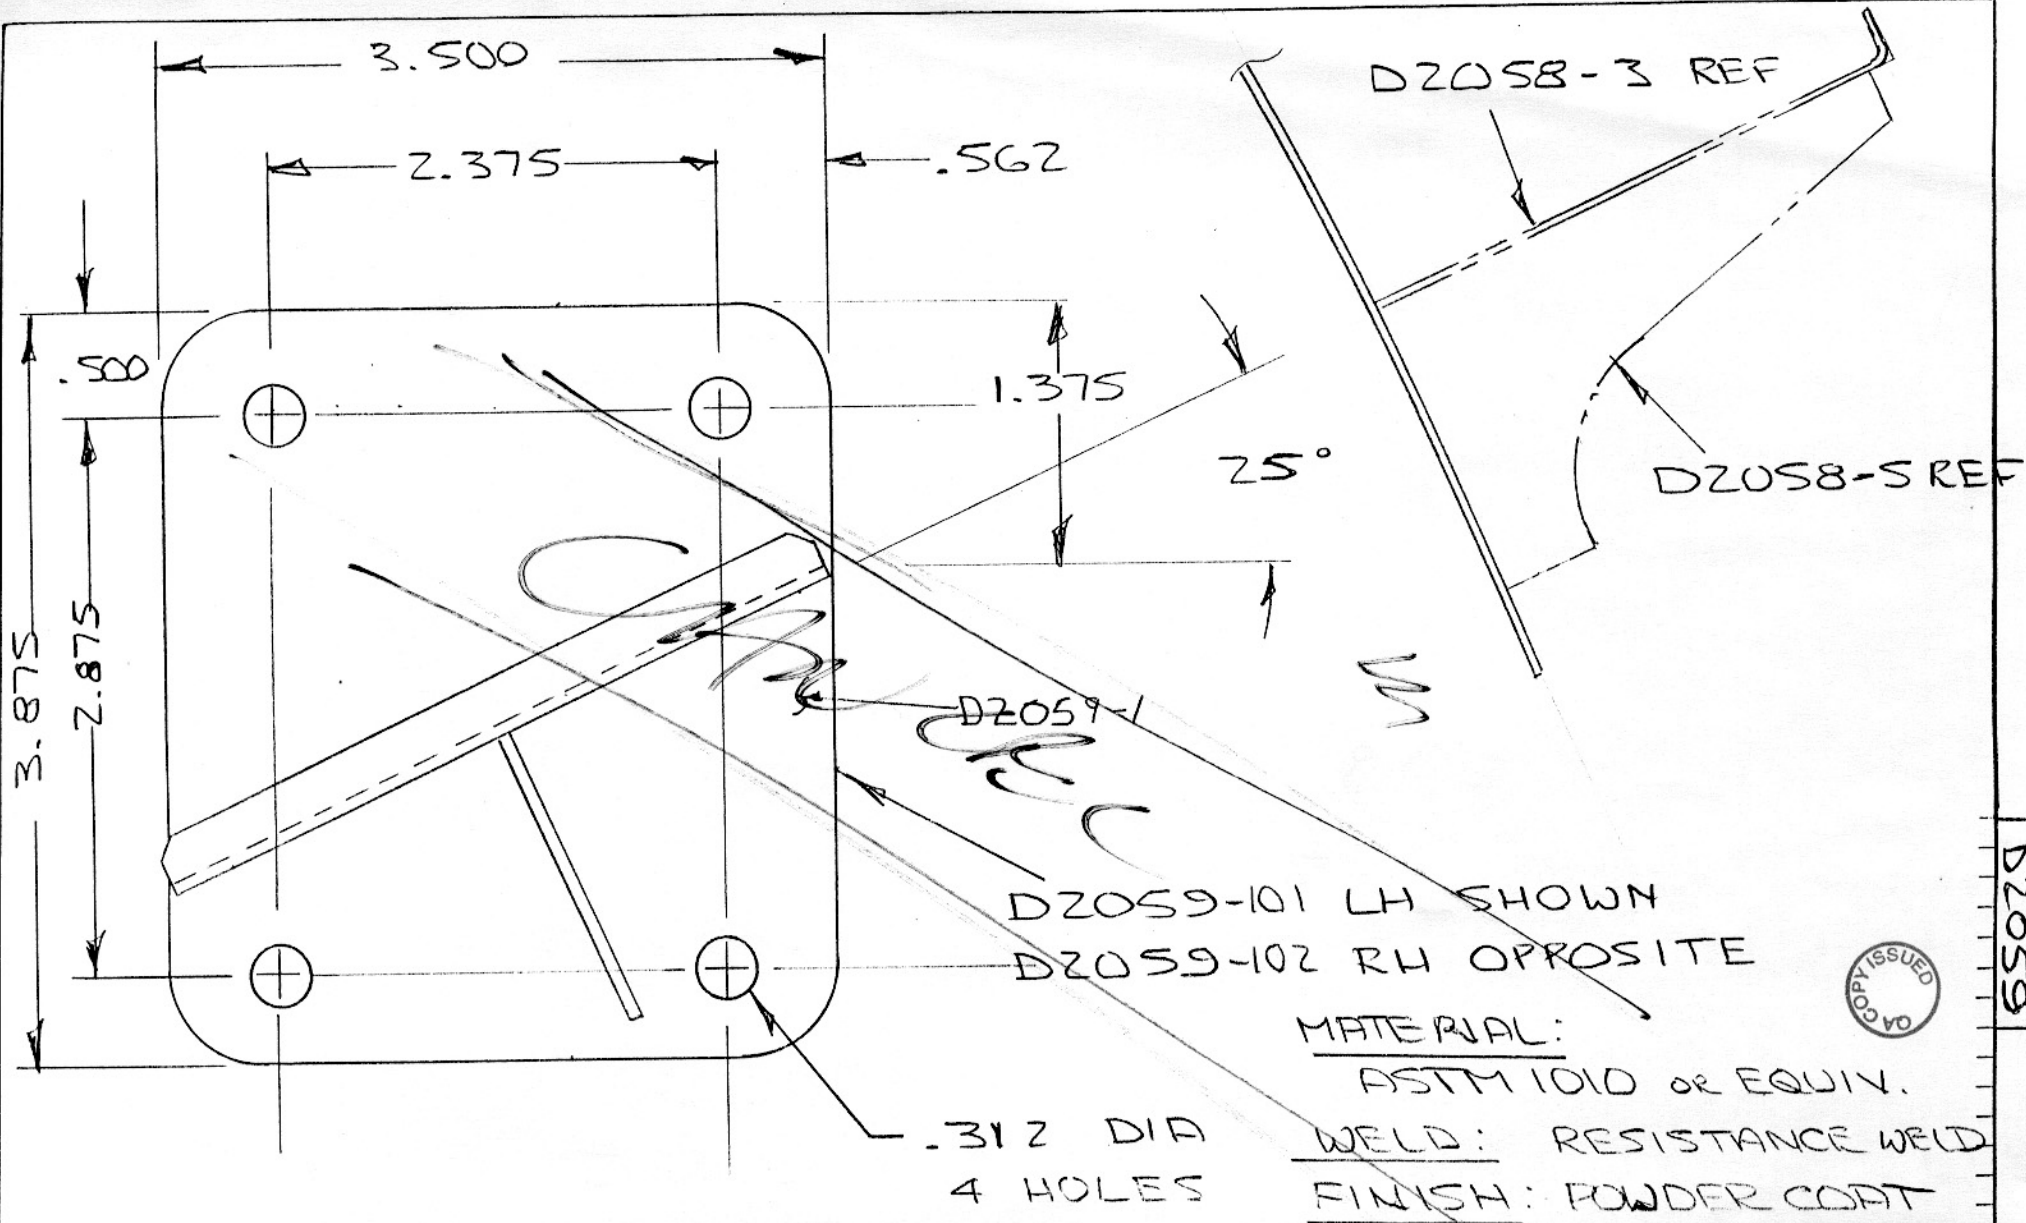 3.500
D2058-3 REF
2.375
.562
.500
1.375
25°
D2058-5 REF
3.875
2.875
D2059-1
D2059-101 LH SHOWN
D2059-102 RH OPPOSITE
D2059
QA COPY ISSUED
MATERIAL:
ASTM 1010 OR EQUIV.
.312 DIA
4 HOLES
WELD: RESISTANCE WELD
FINISH: POWDER COAT